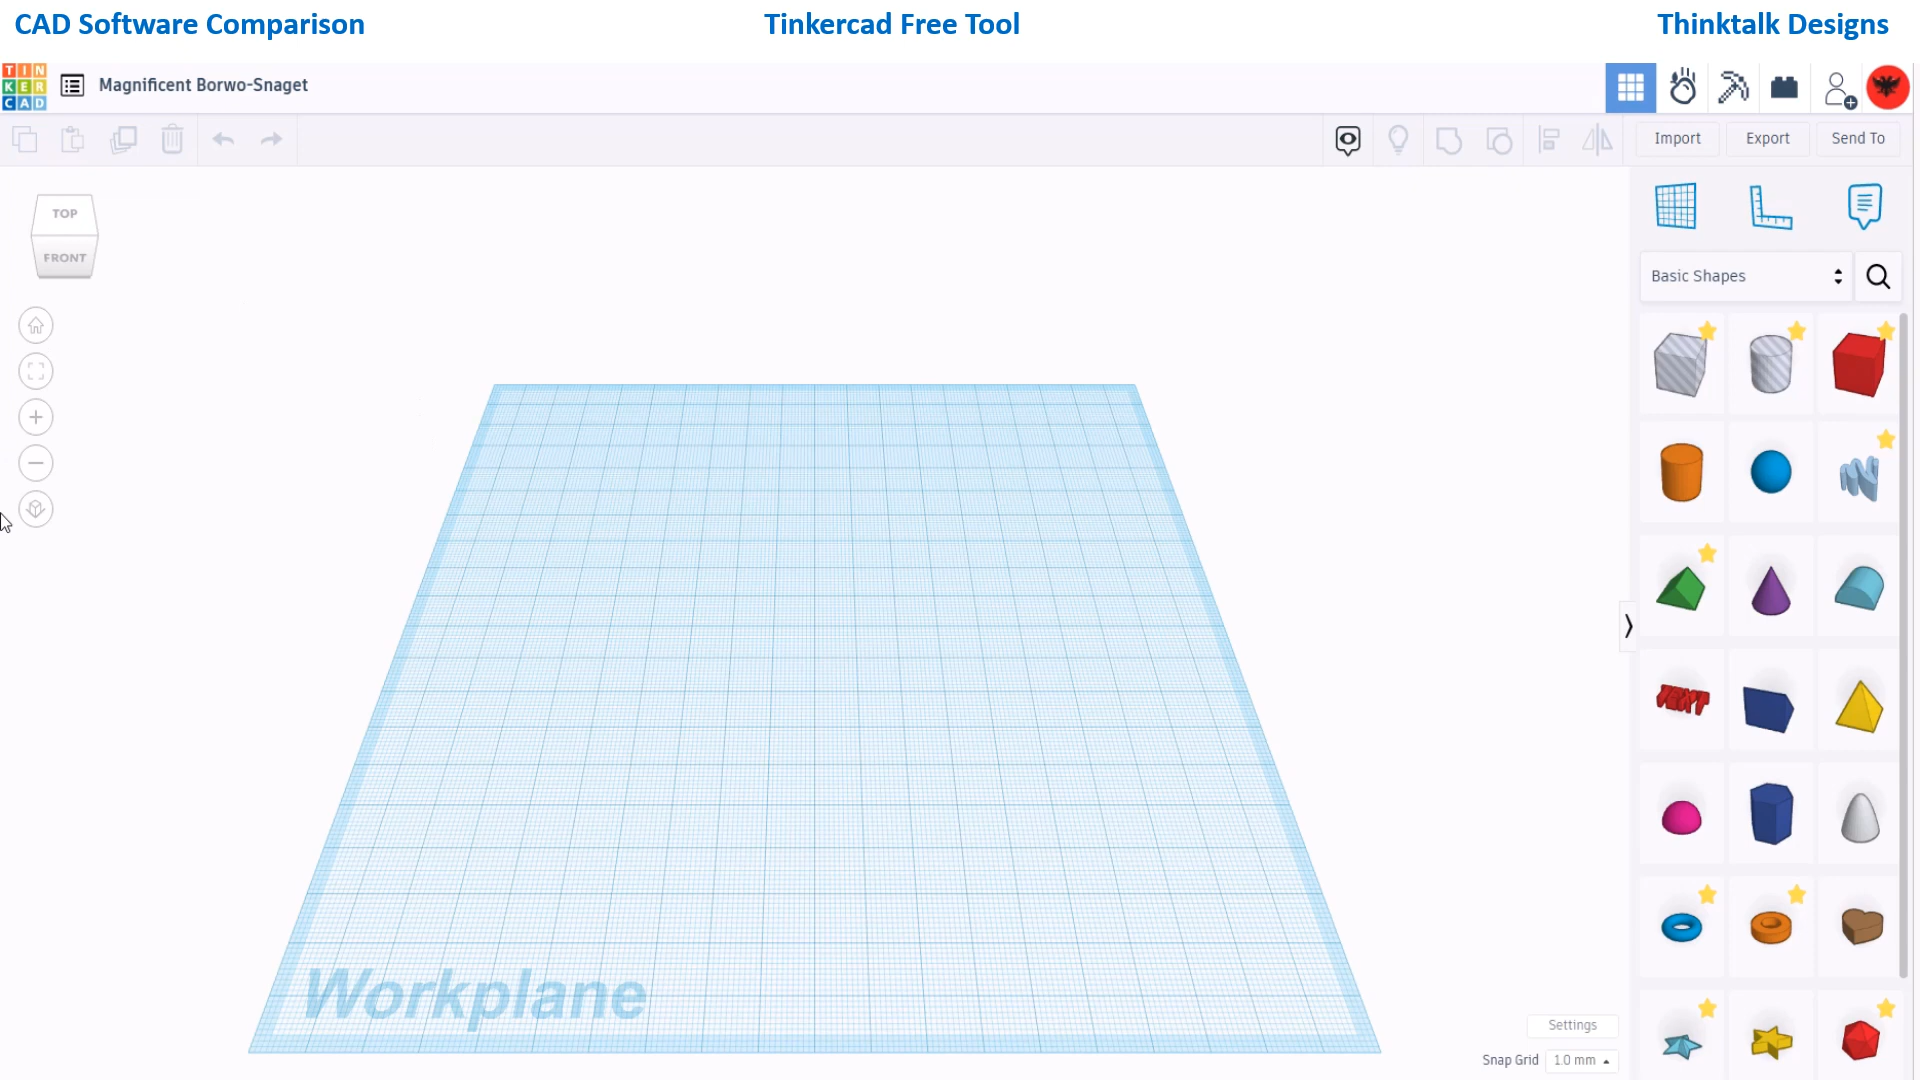 CAD Software Comparison
Tinkercad Free Tool
Thinktalk Designs
TIN
KER
CAD
Magnificent Borwo-Snaget
Import
Export
Send To
TOP
FRONT
Basic Shapes
TEXT
Workplane
Settings
Snap Grid
1.0 mm